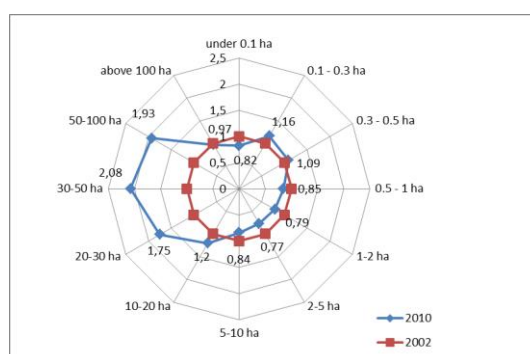 under 0.1 ha
2,5
above 100 ha
0.1 - 0.3 ha
2
1,5
1,93
0,97
1,16
50-100 ha
0.3 - 0.5 ha
1
0,82
1,09
0,5
2,08
30-50 ha
0
0,85
0.5 - 1 ha
0,79
20-30 ha
1,75
1,2
0,84
0,77
1-2 ha
10-20 ha
2-5 ha
5-10 ha
2010
2002